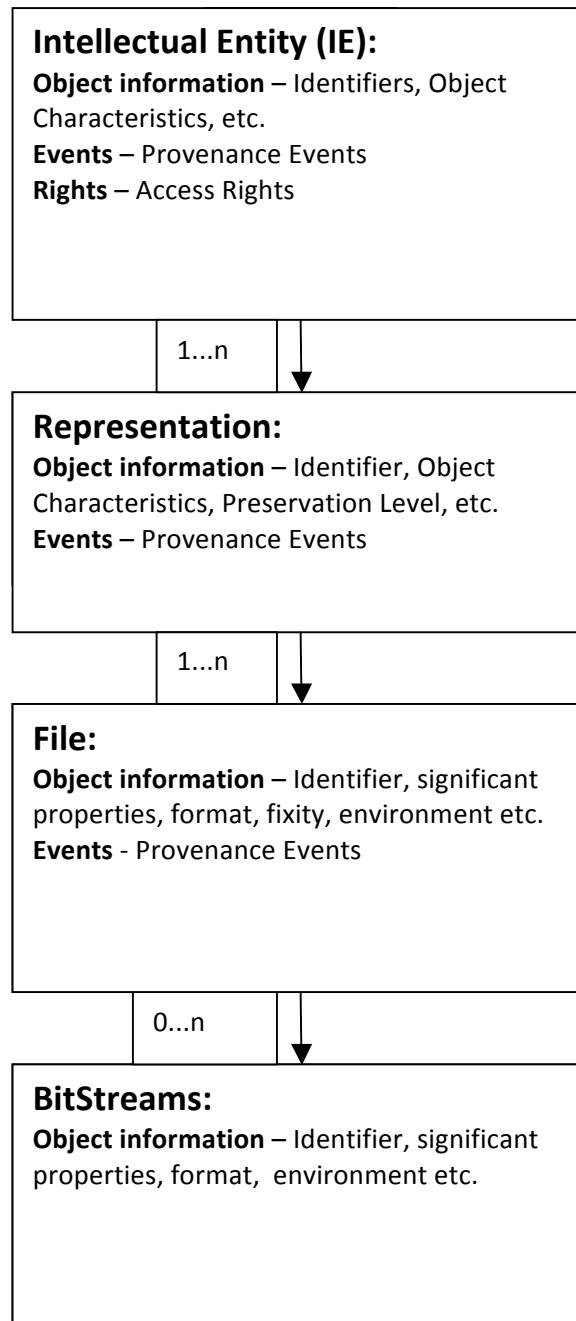 Intellectual Entity (IE):
Object information – Identifiers, Object
Characteristics, etc.
Events – Provenance Events
Rights – Access Rights
1...n
Representation:
Object information – Identifier, Object
Characteristics, Preservation Level, etc.
Events – Provenance Events
1...n
File:
Object information – Identifier, significant
properties, format, fixity, environment etc.
Events - Provenance Events
0...n
BitStreams:
Object information – Identifier, significant
properties, format,  environment etc.